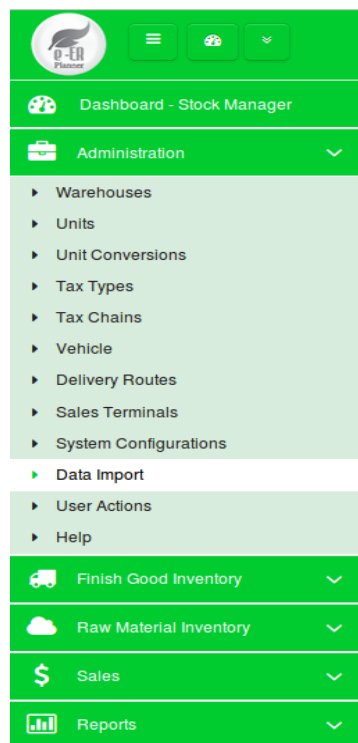 e-ER
Planner
Dashboard - Stock Manager
Administration
Warehouses
Units
Unit Conversions
Tax Types
Tax Chains
Vehicle
Delivery Routes
Sales Terminals
System Configurations
Data Import
User Actions
Help
Finish Good Inventory
Raw Material Inventory
Sales
Reports